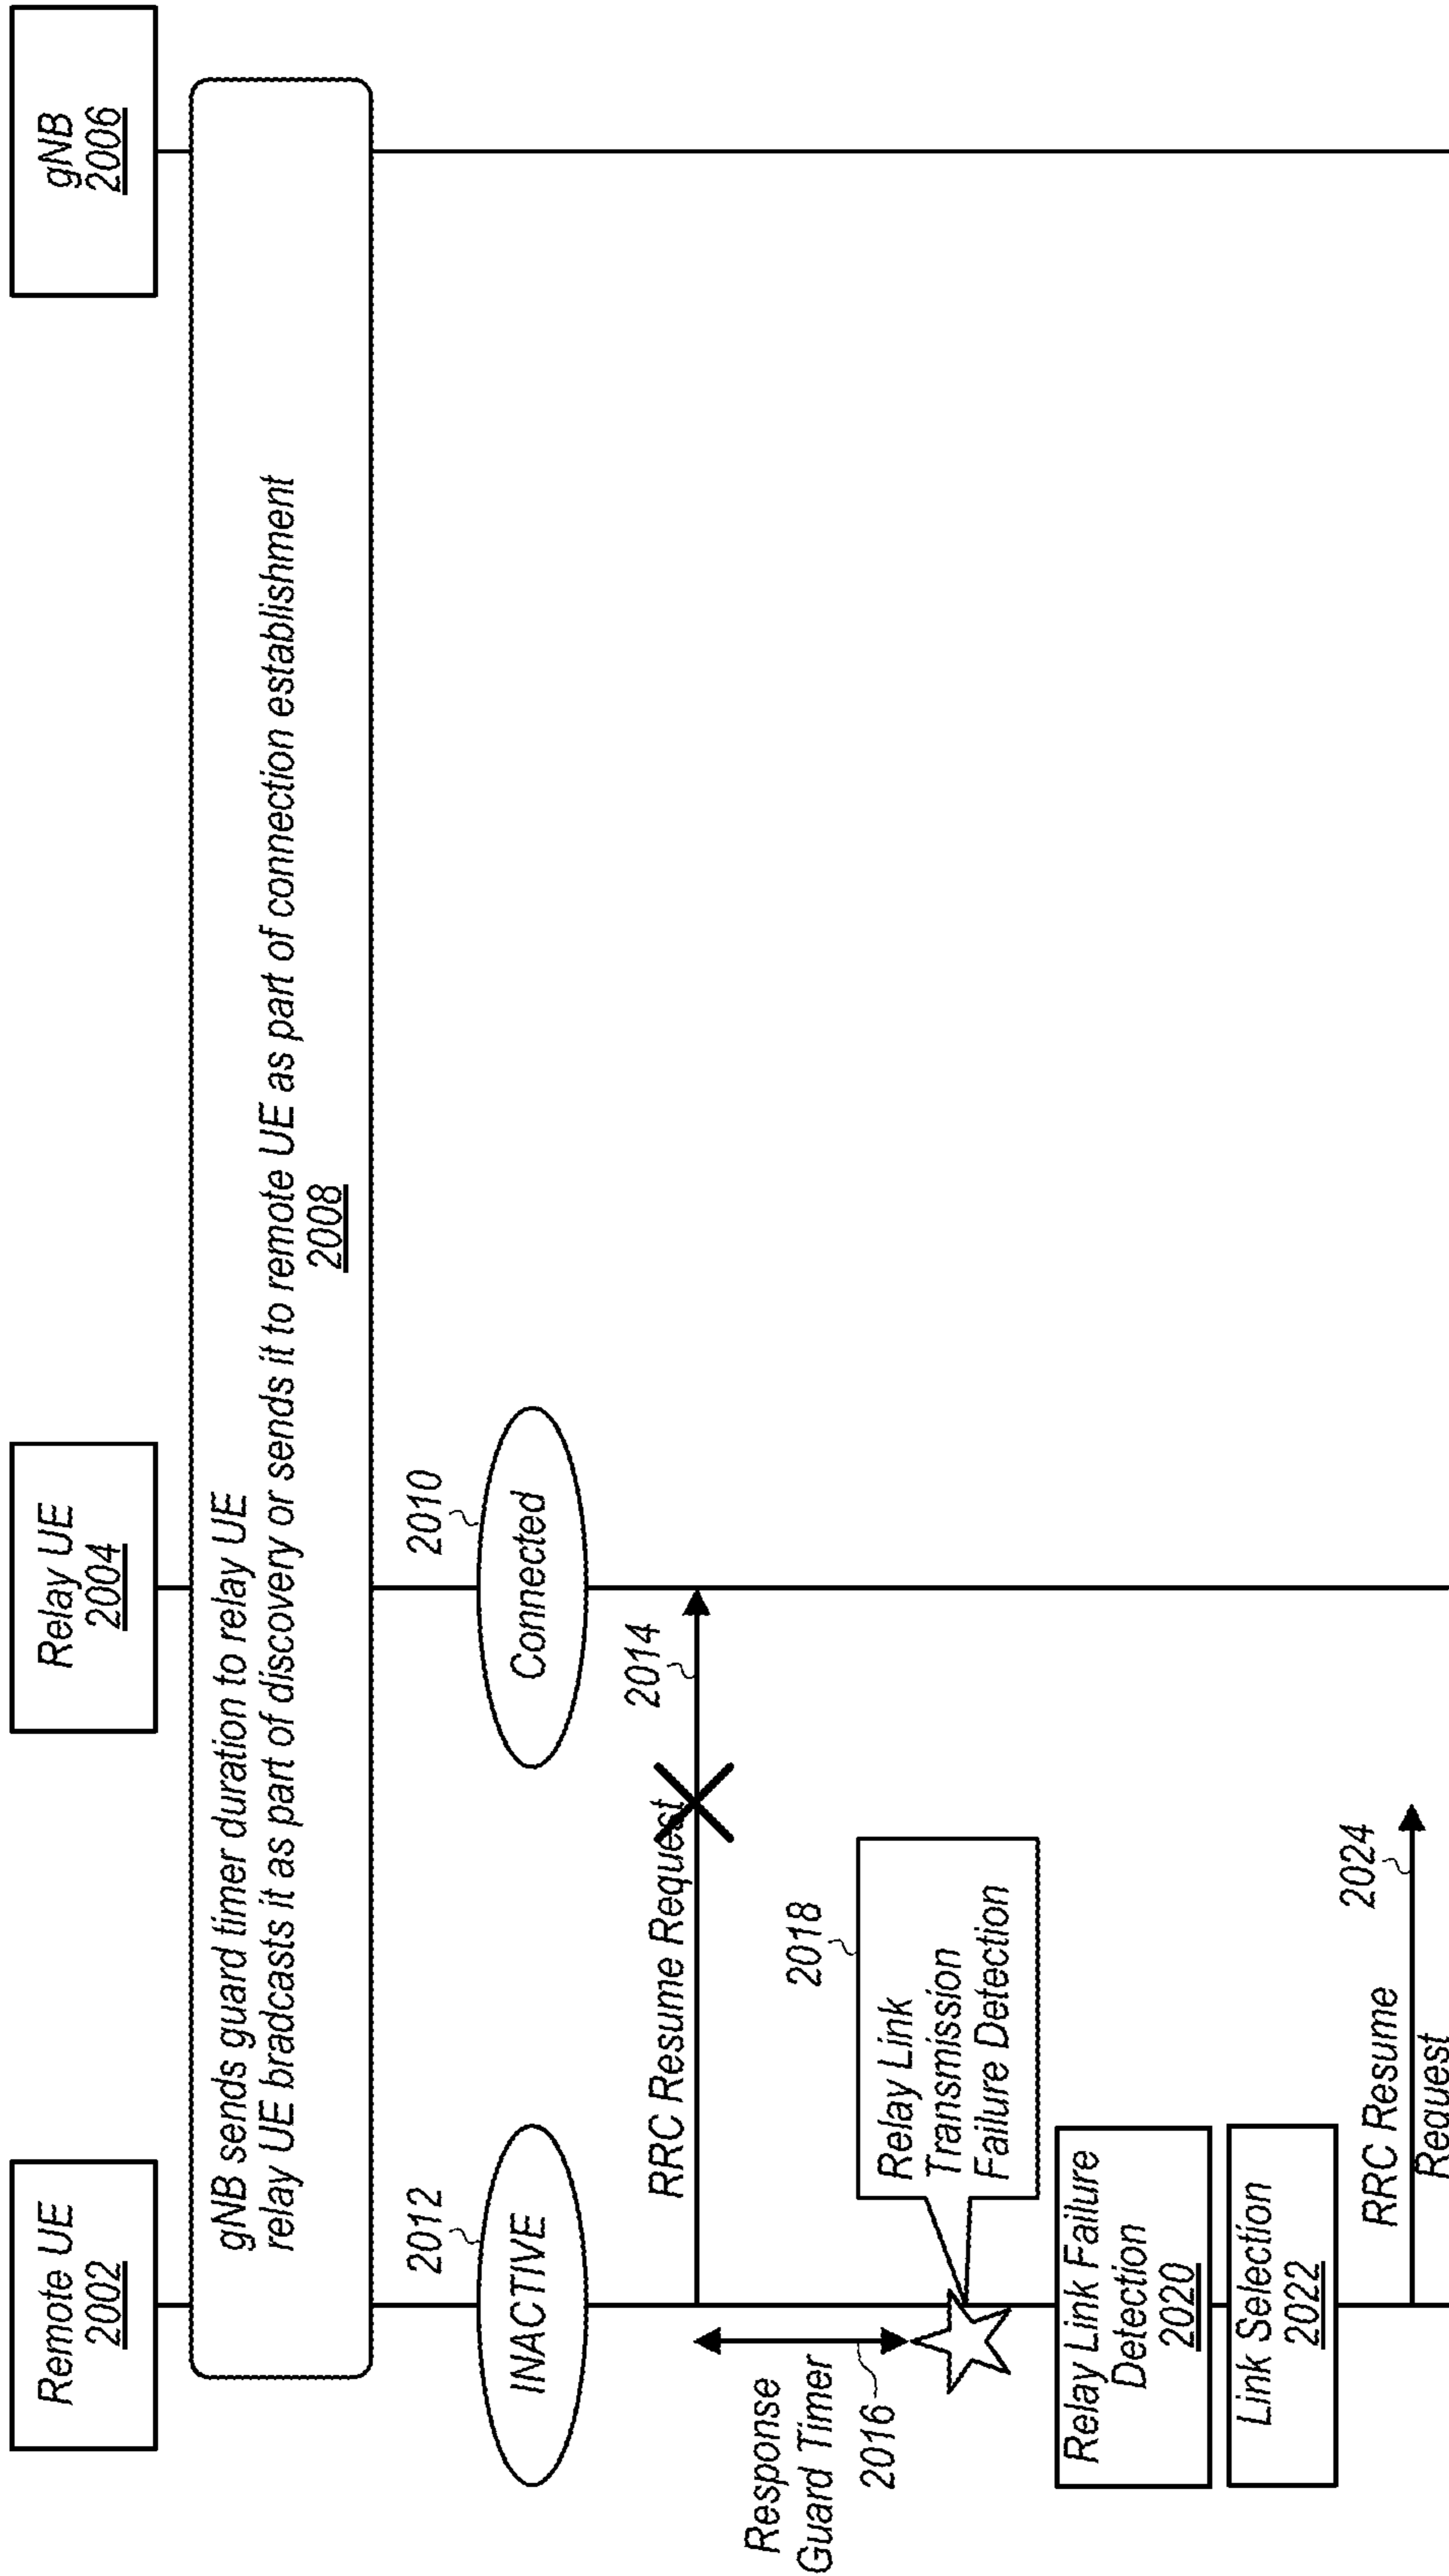 Remote UE
2002
Relay UE
2004
gNB
2006
gNB sends guard timer duration to relay UE
relay UE bradcasts it as part of discovery or sends it to remote UE as part of connection establishment
2008
2012
INACTIVE
2010
Connected
RRC Resume Request
2014
Response
Guard Timer
2016
2018
Relay Link
Transmission
Failure Detection
Relay Link Failure
Detection
2020
Link Selection
2022
RRC Resume
Request
2024